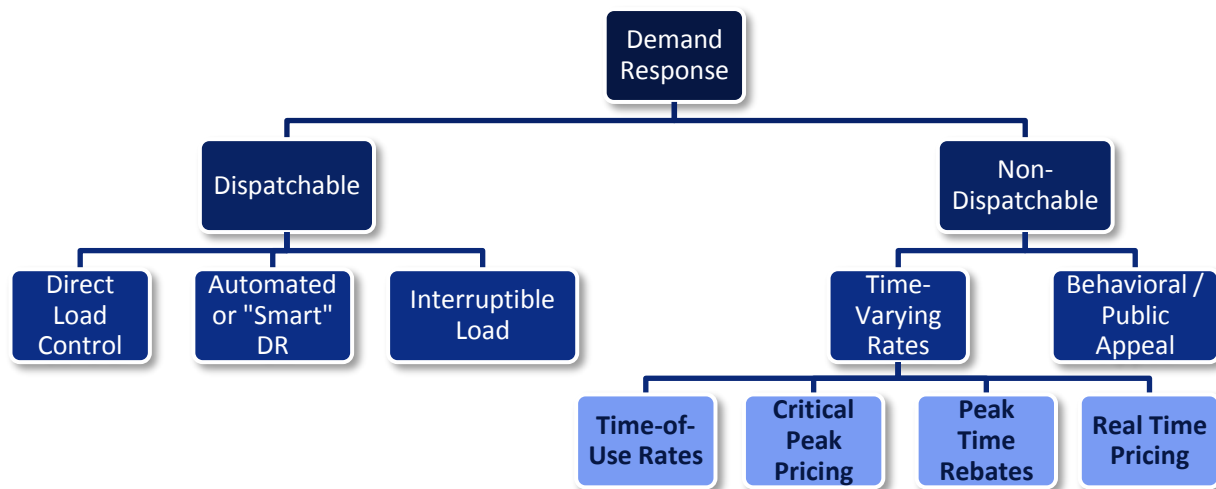 Demand
Response
Dispatchable
Non-
Dispatchable
Direct
Load
Control
Automated
or "Smart"
DR
Interruptible
Load
Time-
Varying
Rates
Behavioral /
Public
Appeal
Time-of-
Use Rates
Critical
Peak
Pricing
Peak
Time
Rebates
Real Time
Pricing